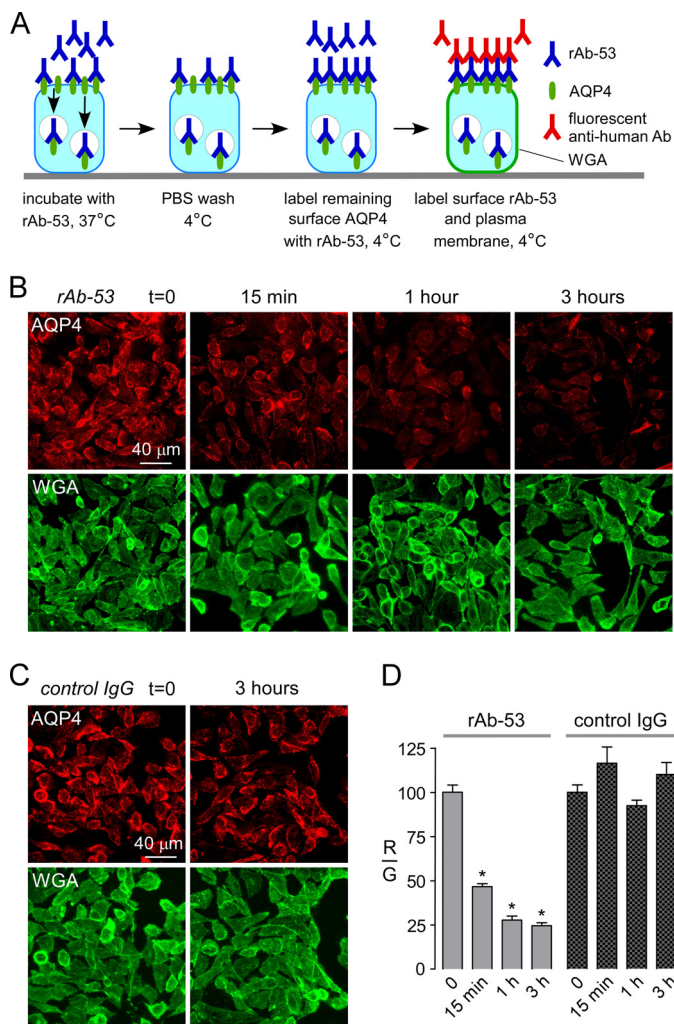 A
rAb-53
AQP4
fluorescent
anti-human Ab
WGA
incubate with
rAb-53, 37°C
PBS wash
4°C
label remaining
surface AQP4
with rAb-53, 4°C
label surface rAb-53
and plasma
membrane, 4°C
B
rAb-53 t=0 15 min 1 hour 3 hours
AQP4
40 µm
WGA
C
control IgG t=0 3 hours
AQP4
40 µm
WGA
D
rAb-53 control IgG
125
100
75
50
25
0
R
G
* * *
0 15 min 1 h 3 h 0 15 min 1 h 3 h